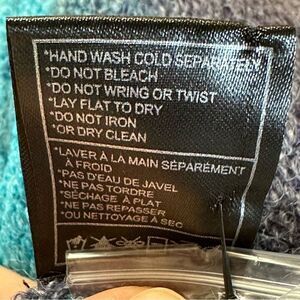 *HAND WASH COLD SEPARATELY
*DO NOT BLEACH
*DO NOT WRING OR TWIST
*LAY FLAT TO DRY
*DO NOT IRON
*OR DRY CLEAN
*LAVER À LA MAIN SÉPARÉMENT
À FROID
*PAS D'EAU DE JAVEL
*NE PAS TORDRE
*SÉCHAGE À PLAT
*NE PAS REPASSER
*OU NETTOYAGE À SEC